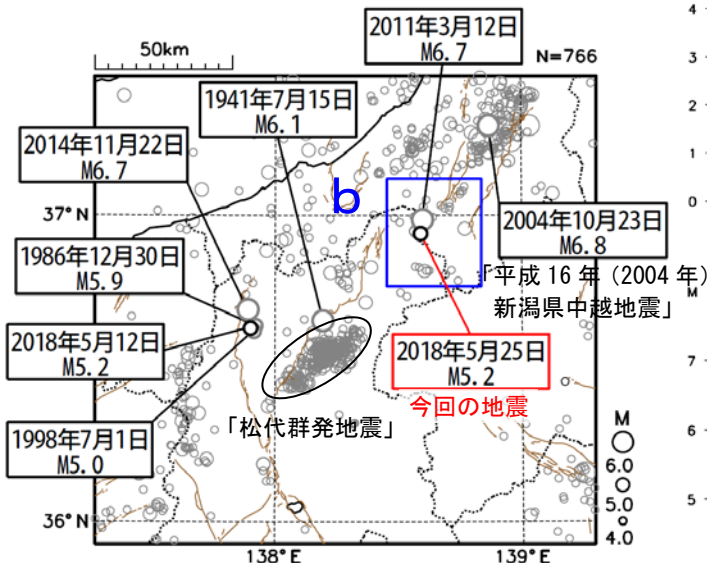 50km
N=766
2011年3月12日
M6.7
1941年7月15日
M6.1
2014年11月22日
M6.7
1986年12月30日
M5.9
2018年5月12日
M5.2
1998年7月1日
M5.0
b
2004年10月23日
M6.8
「平成 16 年（2004 年）
新潟県中越地震」
2018年5月25日
M5.2
今回の地震
「松代群発地震」
37°N
36°N
138°E
139°E
M
6.0
5.0
4.0
4
3
2
1
0
M
7
6
5